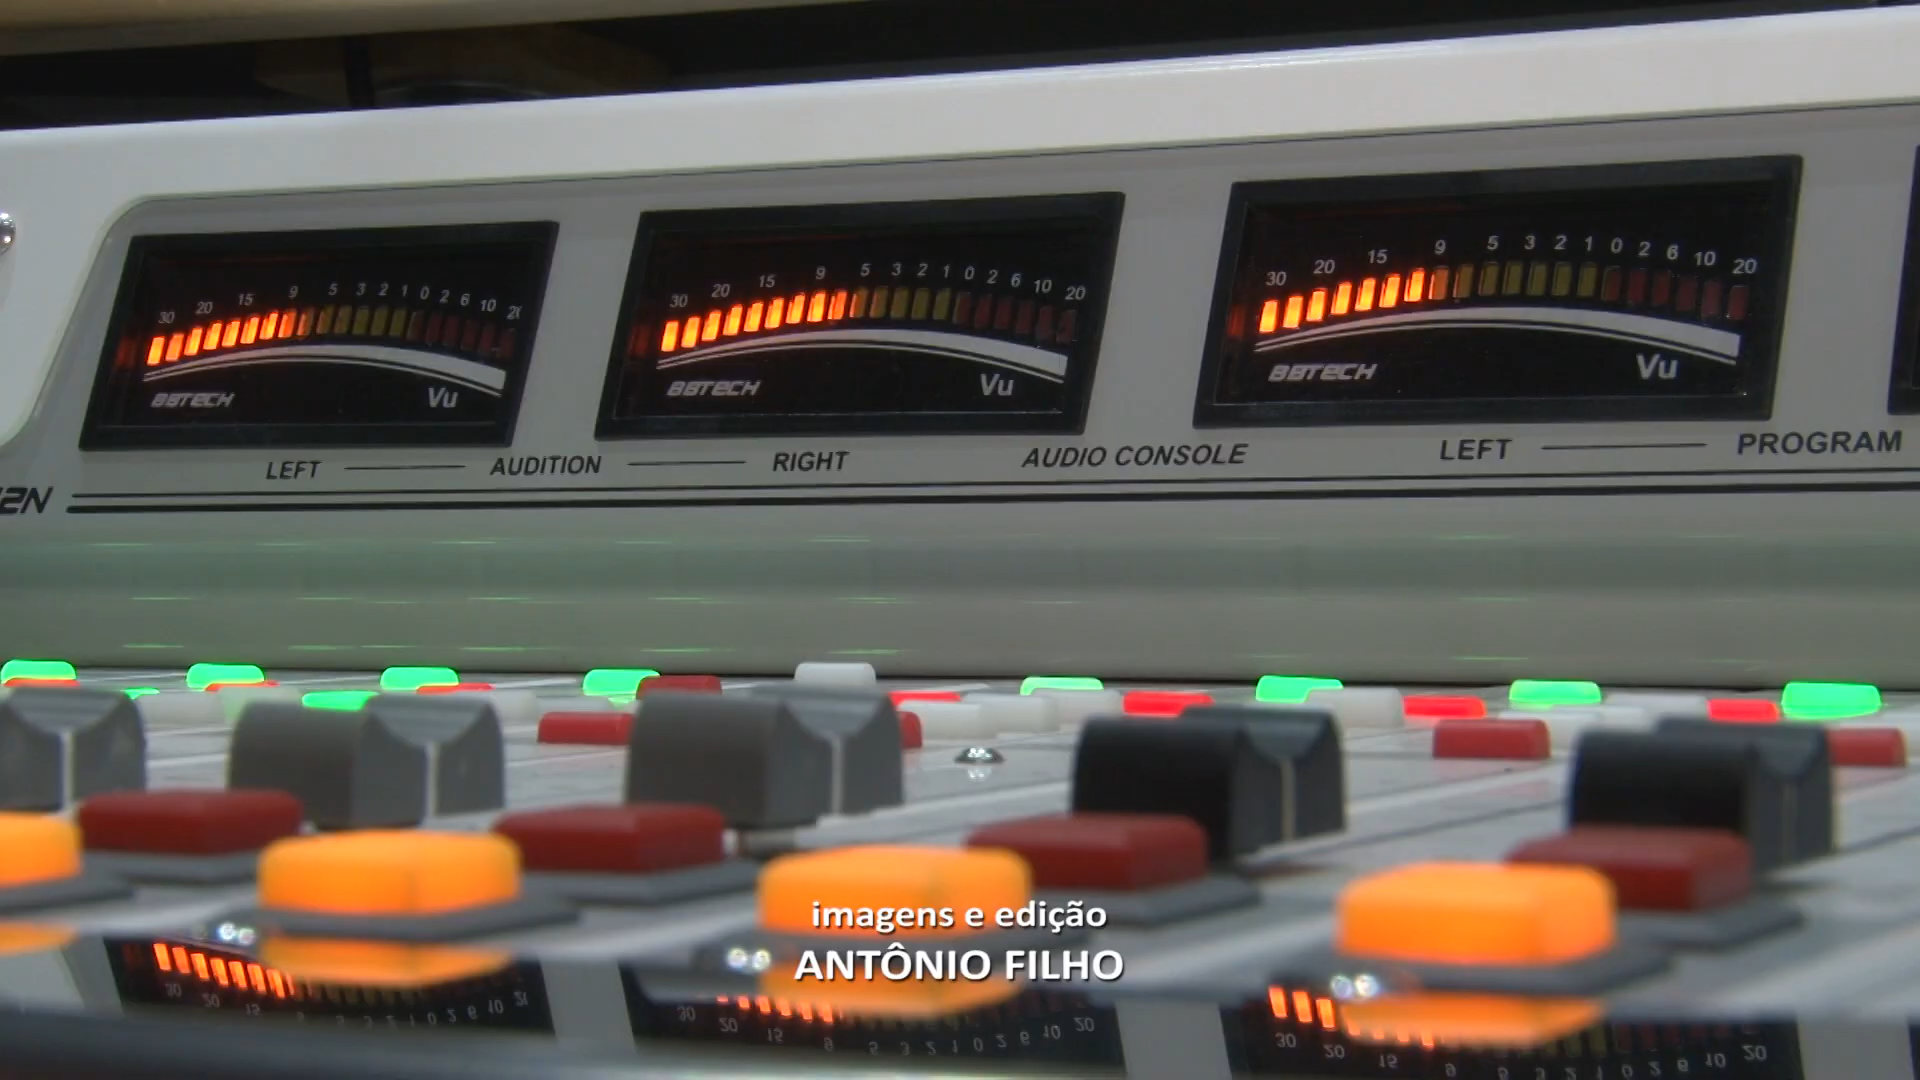 30 20 15 9 5 3 2 1 0 2 6 10 20
BBTECH Vu
30 20 15 9 5 3 2 1 0 2 6 10 20
BBTECH Vu
30 20 15 9 5 3 2 1 0 2 6 10 20
BBTECH Vu
LEFT AUDITION RIGHT AUDIO CONSOLE LEFT PROGRAM
2N
imagens e edição
ANTÔNIO FILHO